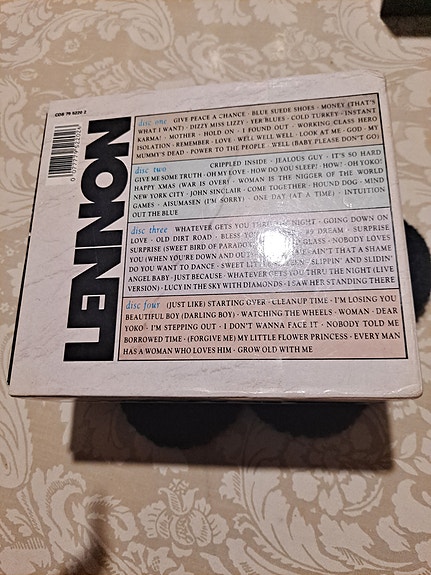 CDS 79 5220 2
LENNON
disc one GIVE PEACE A CHANCE · BLUE SUEDE SHOES · MONEY (THAT'S
WHAT I WANT) · DIZZY MISS LIZZY · YER BLUES · COLD TURKEY · INSTANT
KARMA! · MOTHER · HOLD ON · I FOUND OUT · WORKING CLASS HERO
ISOLATION · REMEMBER · LOVE · WELL WELL WELL · LOOK AT ME · GOD · MY
MUMMY'S DEAD · POWER TO THE PEOPLE · WELL (BABY PLEASE DON'T GO)
disc two CRIPPLED INSIDE · JEALOUS GUY · IT'S SO HARD
GIVE ME SOME TRUTH · OH MY LOVE · HOW DO YOU SLEEP? · HOW? · OH YOKO!
HAPPY XMAS (WAR IS OVER) · WOMAN IS THE NIGGER OF THE WORLD
NEW YORK CITY · JOHN SINCLAIR · COME TOGETHER · HOUND DOG · MIND
GAMES · AISUMASEN (I'M SORRY) · ONE DAY (AT A TIME) · INTUITION
OUT THE BLUE
disc three WHATEVER GETS YOU THRU THE NIGHT · GOING DOWN ON
LOVE · OLD DIRT ROAD · BLESS YOU DREAM · SURPRISE
SURPRISE (SWEET BIRD OF PARADOX) GLASS · NOBODY LOVES
YOU (WHEN YOU'RE DOWN AND OUT) AIN'T THAT A SHAME
DO YOU WANT TO DANCE · SWEET LITTLE SLIPPIN' AND SLIDIN'
ANGEL BABY · JUST BECAUSE · WHATEVER GETS YOU THRU THE NIGHT (LIVE
VERSION) · LUCY IN THE SKY WITH DIAMONDS · I SAW HER STANDING THERE
disc four (JUST LIKE) STARTING OVER · CLEANUP TIME · I'M LOSING YOU
BEAUTIFUL BOY (DARLING BOY) · WATCHING THE WHEELS · WOMAN · DEAR
YOKO · I'M STEPPING OUT · I DON'T WANNA FACE IT · NOBODY TOLD ME
BORROWED TIME · (FORGIVE ME) MY LITTLE FLOWER PRINCESS · EVERY MAN
HAS A WOMAN WHO LOVES HIM · GROW OLD WITH ME